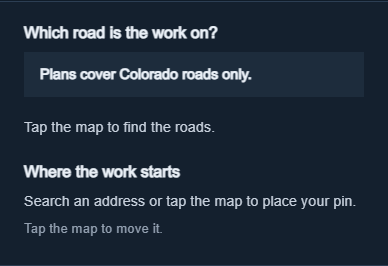 Which road is the work on?
Plans cover Colorado roads only.
Tap the map to find the roads.
Where the work starts
Search an address or tap the map to place your pin.
Tap the map to move it.